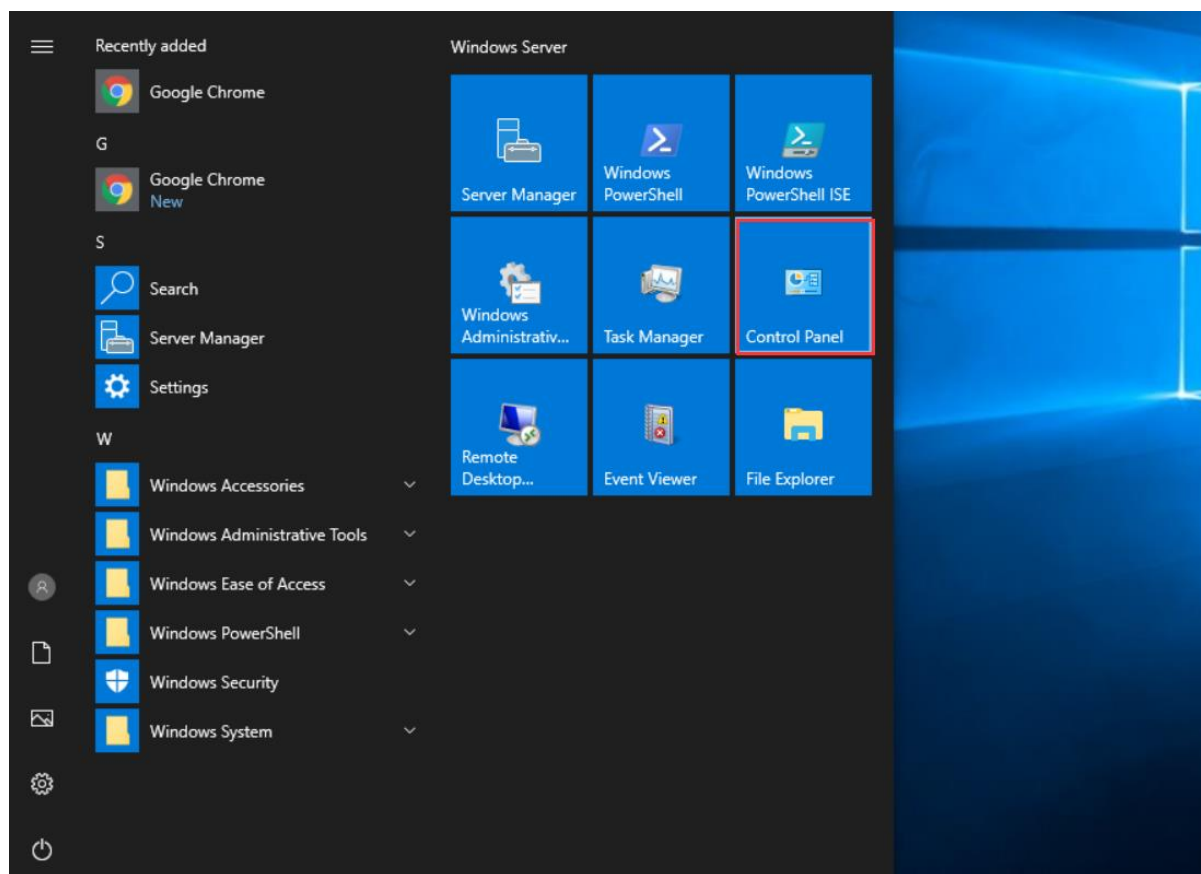 Recently added
Google Chrome
G
Google Chrome
New
S
Search
Server Manager
Settings
W
Windows Accessories
Windows Administrative Tools
Windows Ease of Access
Windows PowerShell
Windows Security
Windows System
Windows Server
Server Manager
Windows
PowerShell
Windows
PowerShell ISE
Windows
Administrativ...
Task Manager
Control Panel
Remote
Desktop...
Event Viewer
File Explorer